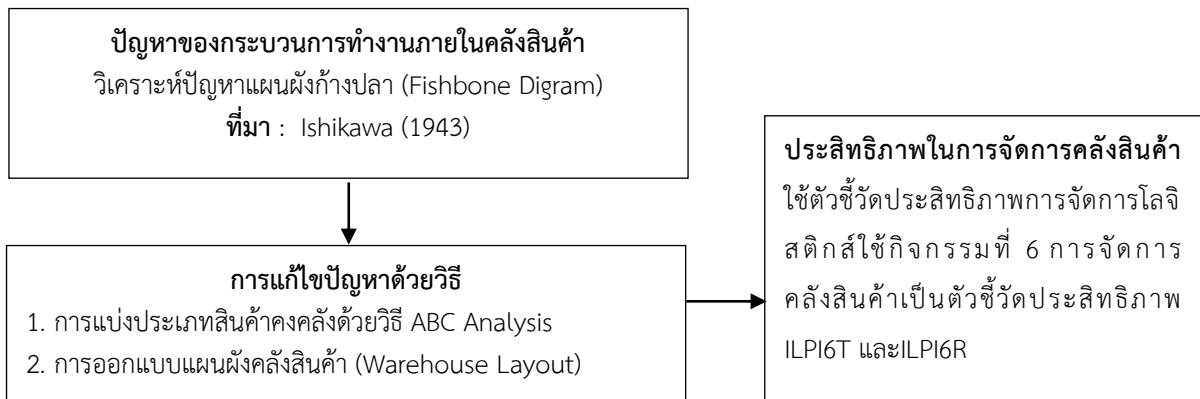 ปัญหาของกระบวนการทำงานภายในคลังสินค้า
วิเคราะห์ปัญหาแผนผังก้างปลา (Fishbone Digram)
ที่มา : Ishikawa (1943)
การแก้ไขปัญหาด้วยวิธี
1. การแบ่งประเภทสินค้าคงคลังด้วยวิธี ABC Analysis
2. การออกแบบแผนผังคลังสินค้า (Warehouse Layout)
ประสิทธิภาพในการจัดการคลังสินค้า
ใช้ตัวชี้วัดประสิทธิภาพการจัดการโลจิ
สติกส์ใช้กิจกรรมที่ 6 การจัดการ
คลังสินค้าเป็นตัวชี้วัดประสิทธิภาพ
ILPI6T และILPI6R